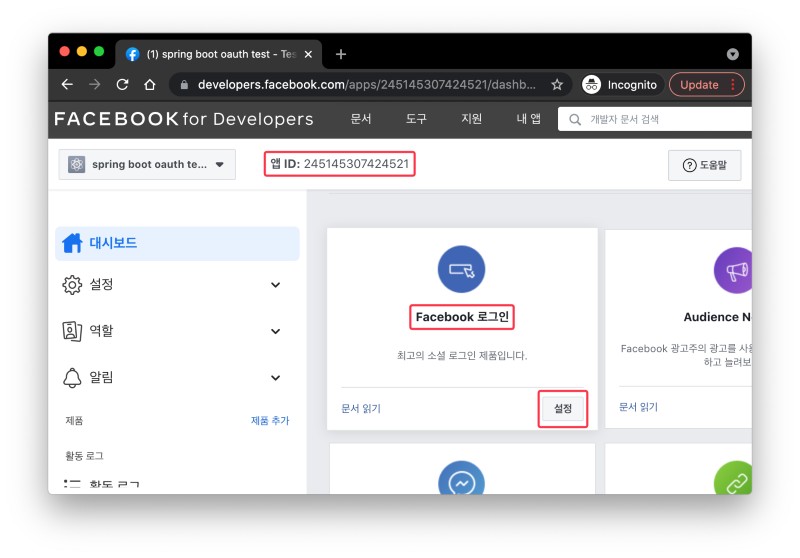 (1) spring boot oauth test - Tes
developers.facebook.com/apps/245145307424521/dashb...
Incognito
Update
FACEBOOK for Developers
문서
도구
지원
내 앱
개발자 문서 검색
spring boot oauth te...
앱 ID: 245145307424521
도움말
대시보드
설정
역할
알림
제품
제품 추가
활동 로그
활동 로그
Facebook 로그인
최고의 소셜 로그인 제품입니다.
문서 읽기
설정
Audience N
Facebook 광고주의 광고를 사용
하고 늘려보
문서 읽기